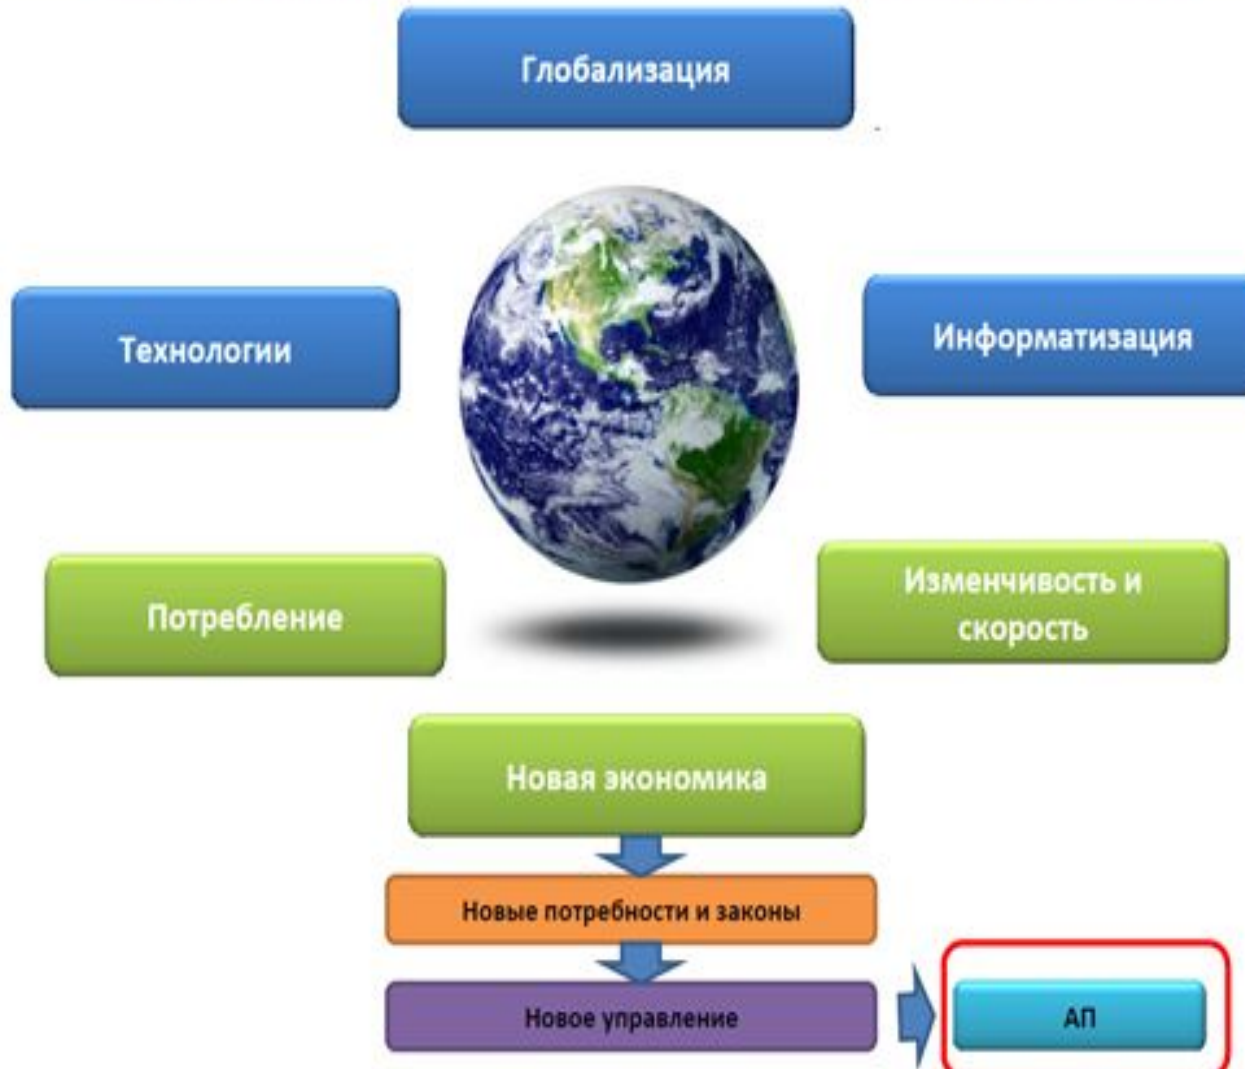 Глобализация
Технологии
Информатизация
Потребление
Изменчивость и
скорость
Новая экономика
Новые потребности и законы
Новое управление
АП